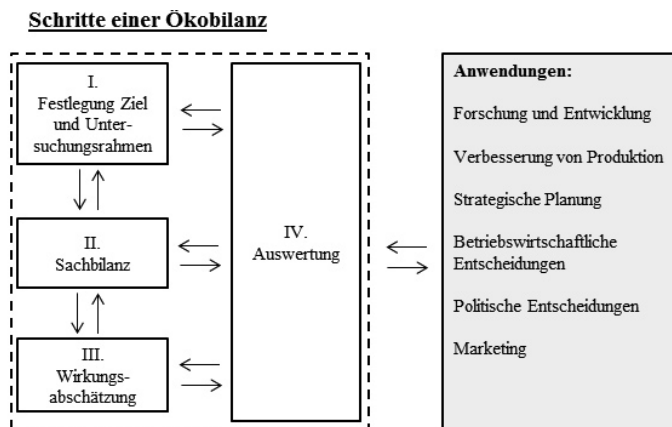 Schritte einer Ökobilanz
I.
Festlegung Ziel
und Unter-
suchungsrahmen
II.
Sachbilanz
III.
Wirkungs-
abschätzung
IV.
Auswertung
Anwendungen:
Forschung und Entwicklung
Verbesserung von Produktion
Strategische Planung
Betriebswirtschaftliche
Entscheidungen
Politische Entscheidungen
Marketing